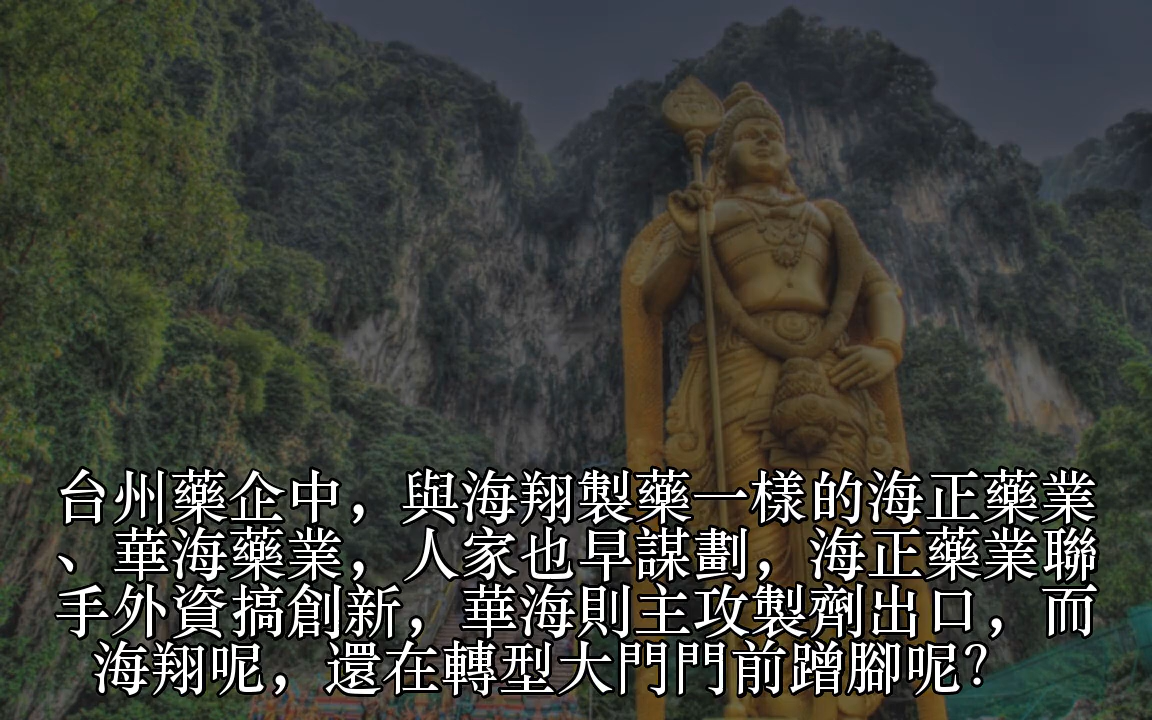 台州藥企中，與海翔製藥一樣的海正藥業
、華海藥業，人家也早謀劃，海正藥業聯
手外資搞創新，華海則主攻製劑出口，而
海翔呢，還在轉型大門門前蹭腳呢？